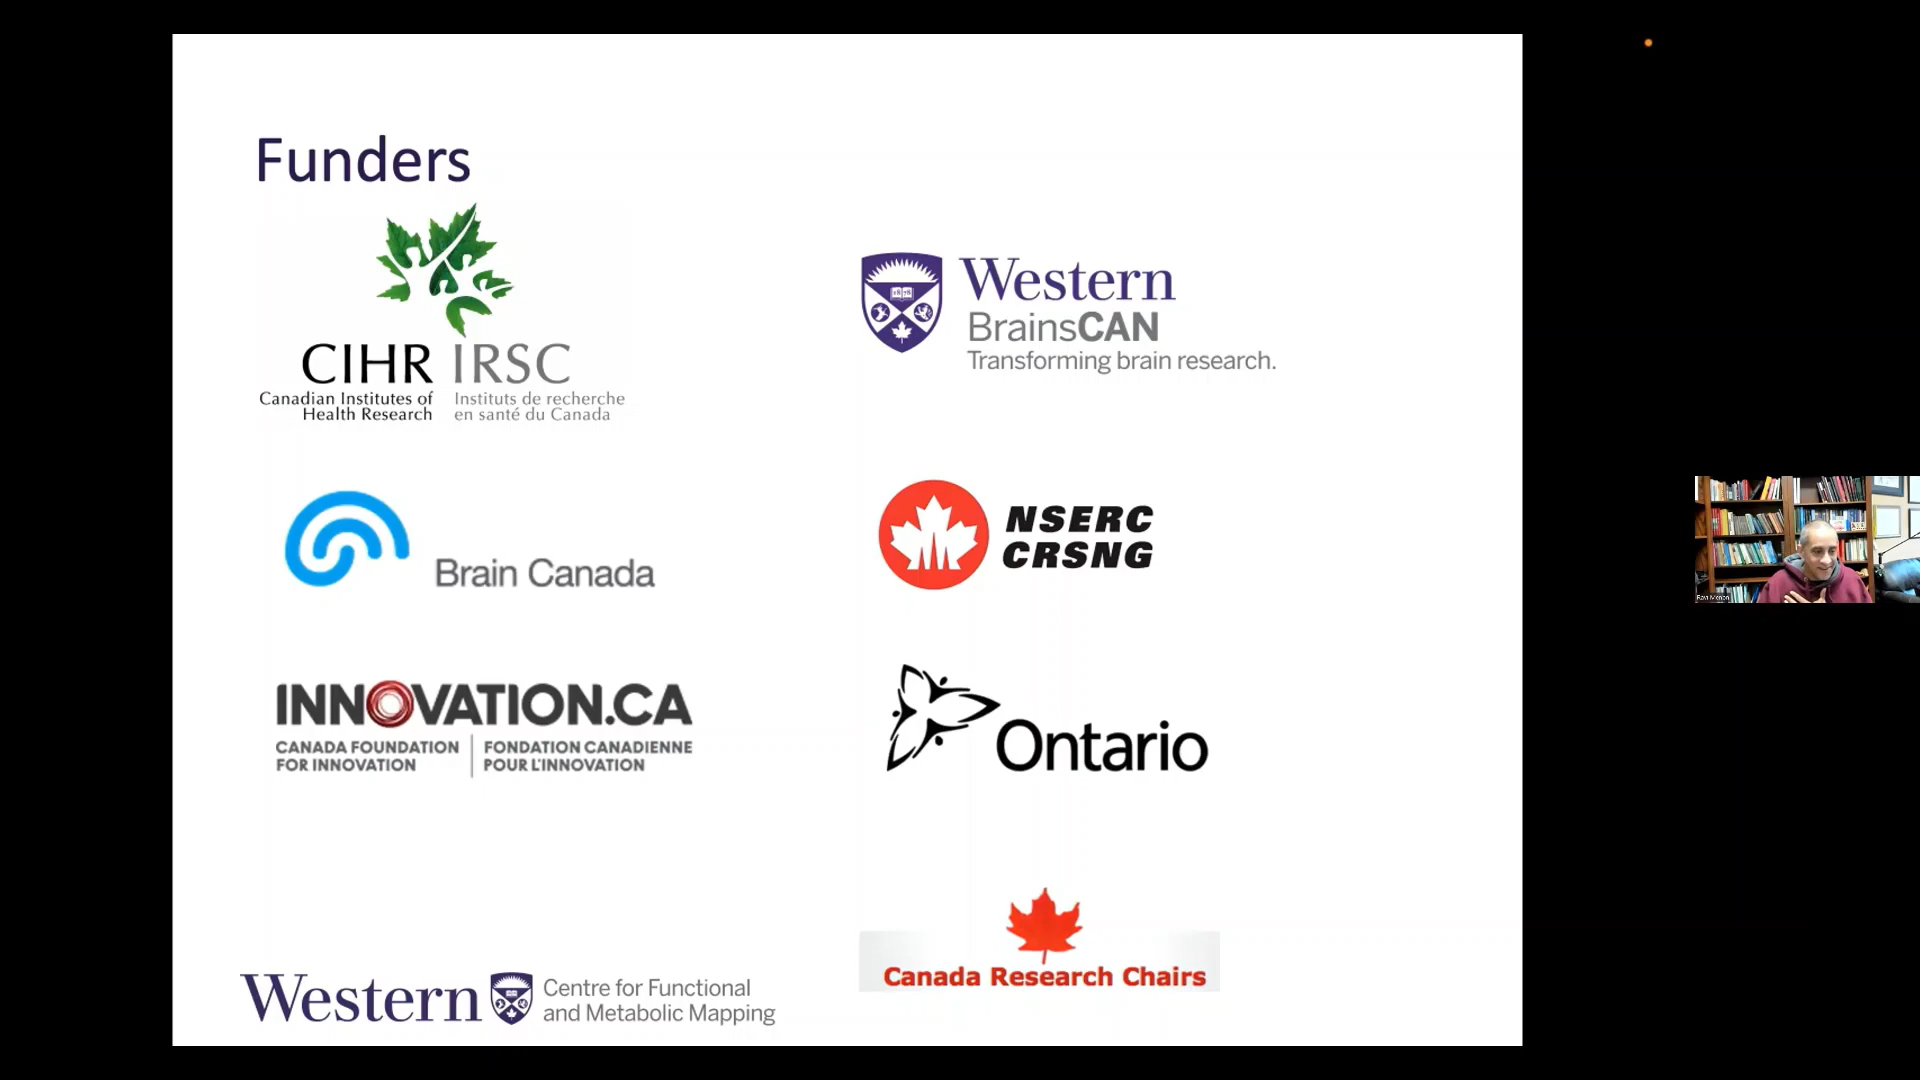 Funders
CIHR IRSC
Canadian Institutes of Health Research
Instituts de recherche en santé du Canada
Western
BrainsCAN
Transforming brain research.
Brain Canada
NSERC
CRSNG
INNOVATION.CA
CANADA FOUNDATION FOR INNOVATION
FONDATION CANADIENNE POUR L'INNOVATION
Ontario
Canada Research Chairs
Western
Centre for Functional
and Metabolic Mapping
Ravi Menon